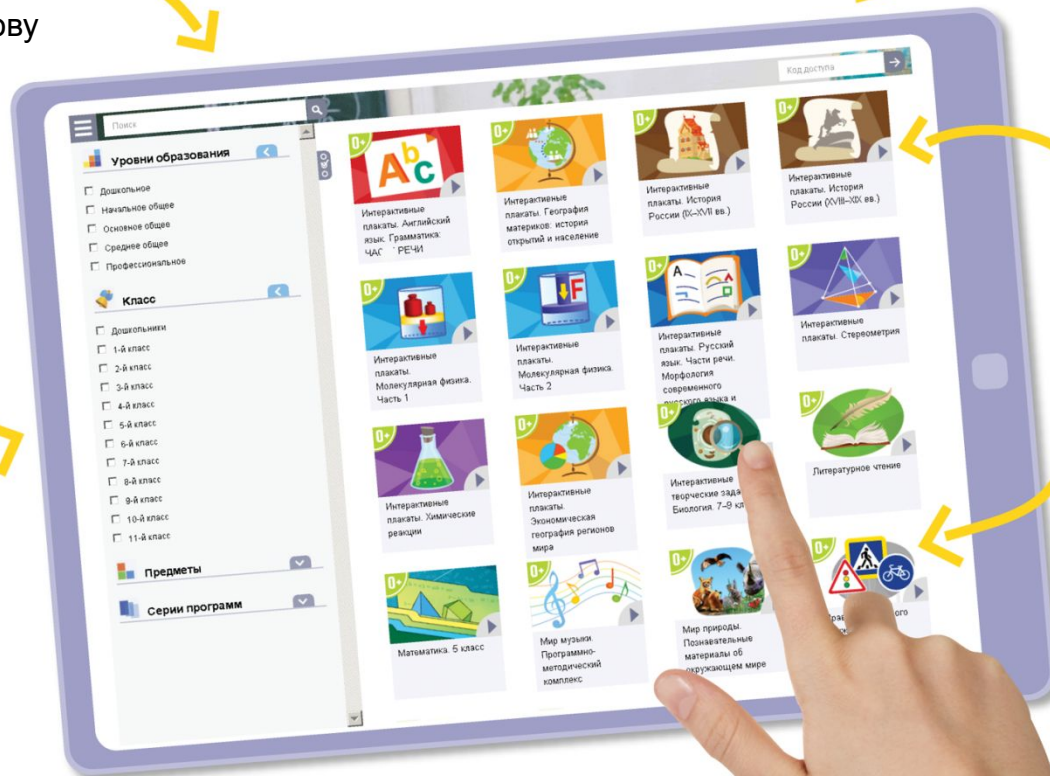 ову
Поиск
Код доступа
Уровни образования
Дошкольное
Начальное общее
Основное общее
Среднее общее
Профессиональное
Класс
Дошкольники
1-й класс
2-й класс
3-й класс
4-й класс
5-й класс
6-й класс
7-й класс
8-й класс
9-й класс
10-й класс
11-й класс
Предметы
Серии программ
0+
Abc
Интерактивные
плакаты. Английский
язык. Грамматика:
РЕЧИ
0+
Интерактивные
плакаты. География
материков: история
открытий и население
0+
Интерактивные
плакаты. История
России (IX–XVII вв.)
0+
Интерактивные
плакаты. История
России (XVIII–XIX вв.)
0+
Интерактивные
плакаты.
Молекулярная физика.
Часть 1
0+
F
Интерактивные
плакаты.
Молекулярная физика.
Часть 2
0+
А
Интерактивные
плакаты. Русский
язык. Части речи.
Морфология
современного
русского языка и
0+
Интерактивные
плакаты. Стереометрия
0+
Интерактивные
плакаты. Химические
реакции
0+
Интерактивные
плакаты.
Экономическая
география регионов
мира
0+
Интерактивные
творческие
Биология. 7–9
0+
Литературное чтение
0+
Математика. 5 класс
0+
Мир музыки.
Программно-
методический
комплекс
0+
Мир природы.
Познавательные
материалы об
окружающем мире
0+